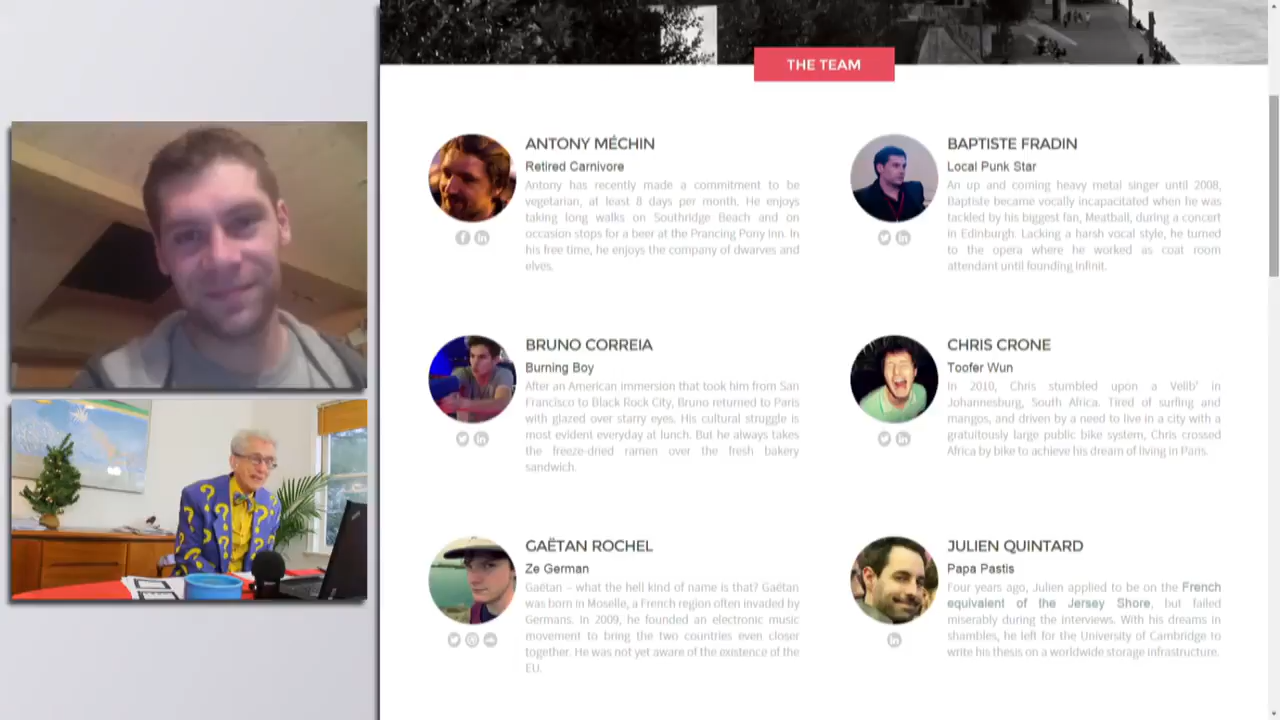 THE TEAM
ANTONY MÉCHIN
Retired Carnivore
Antony has recently made a commitment to be
vegetarian, at least 8 days per month. He enjoys
taking long walks on Southridge Beach and on
occasion stops for a beer at the Prancing Pony Inn. In
his free time, he enjoys the company of dwarves and
elves.
BAPTISTE FRADIN
Local Punk Star
An up and coming heavy metal singer until 2008,
Baptiste became vocally incapacitated when he was
tackled by his biggest fan, Meatball, during a concert
in Edinburgh. Lacking a harsh vocal style, he turned
to the opera where he worked as coat room
attendant until founding Infinit.
BRUNO CORREIA
Burning Boy
After an American immersion that took him from San
Francisco to Black Rock City, Bruno returned to Paris
with glazed over starry eyes. His cultural struggle is
most evident everyday at lunch. But he always takes
the freeze-dried ramen over the fresh bakery
sandwich.
CHRIS CRONE
Toofer Wun
In 2010, Chris stumbled upon a Velib' in
Johannesburg, South Africa. Tired of surfing and
mangos, and driven by a need to live in a city with a
gratuitously large public bike system, Chris crossed
Africa by bike to achieve his dream of living in Paris.
GAËTAN ROCHEL
Ze German
Gaëtan – what the hell kind of name is that? Gaëtan
was born in Moselle, a French region often invaded by
Germans. In 2009, he founded an electronic music
movement to bring the two countries even closer
together. He was not yet aware of the existence of the
EU.
JULIEN QUINTARD
Papa Pastis
Four years ago, Julien applied to be on the French
equivalent of the Jersey Shore, but failed
miserably during the interviews. With his dreams in
shambles, he left for the University of Cambridge to
write his thesis on a worldwide storage infrastructure.